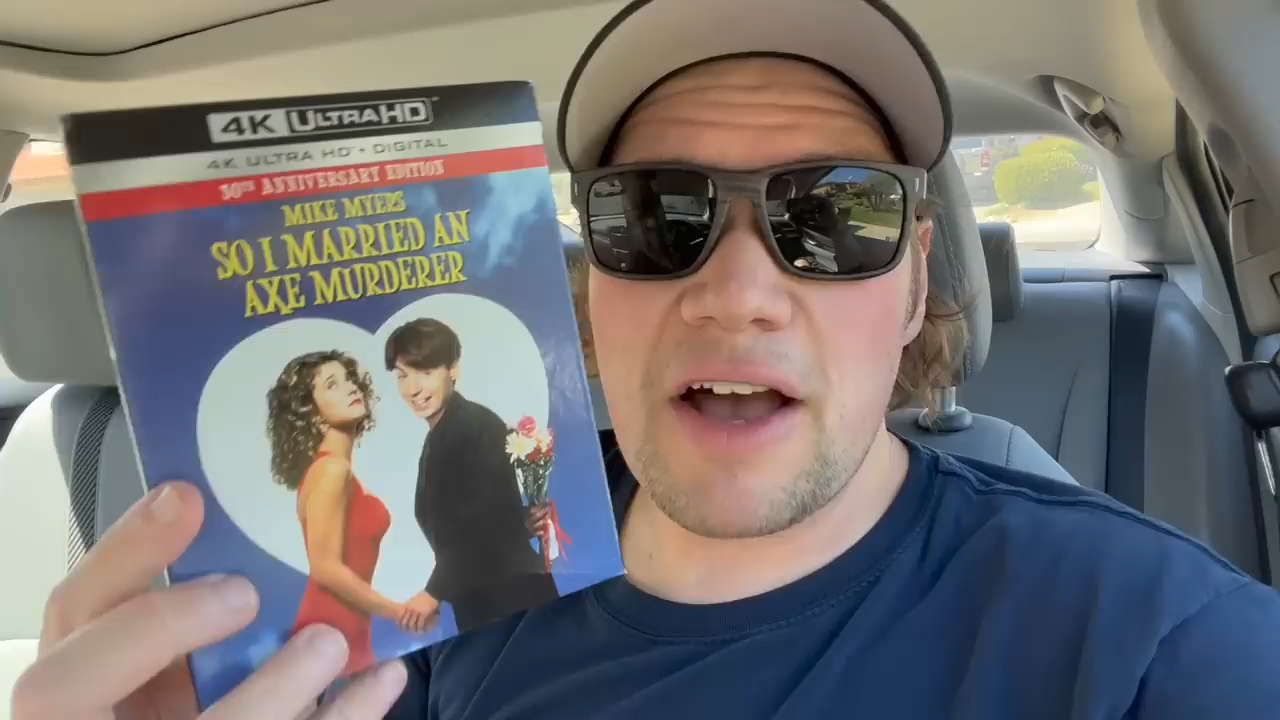 4K ULTRAHD
4K ULTRA HD • DIGITAL
30TH ANNIVERSARY EDITION
MIKE MYERS
SO I MARRIED AN
AXE MURDERER